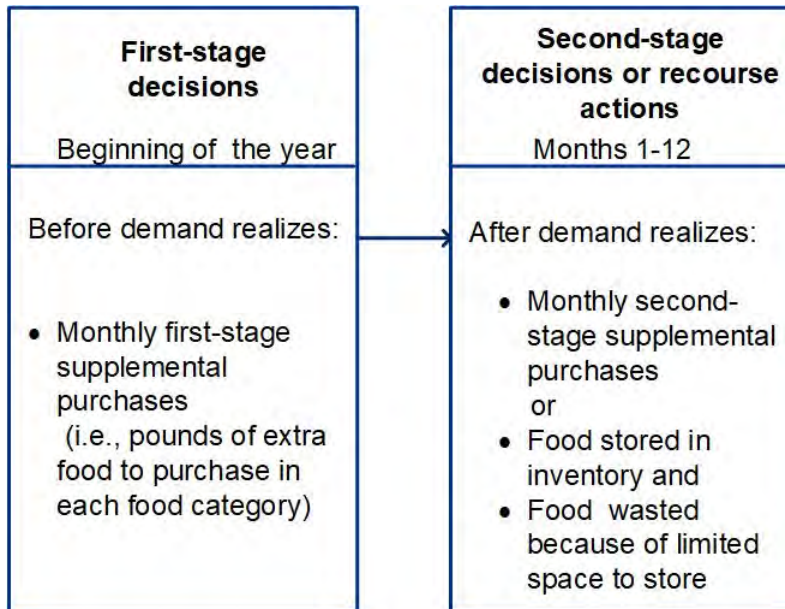 First-stage
decisions
Beginning of the year
Before demand realizes:
• Monthly first-stage
supplemental
purchases
(i.e., pounds of extra
food to purchase in
each food category)
Second-stage
decisions or recourse
actions
Months 1-12
After demand realizes:
• Monthly second-
stage supplemental
purchases
or
• Food stored in
inventory and
• Food wasted
because of limited
space to store